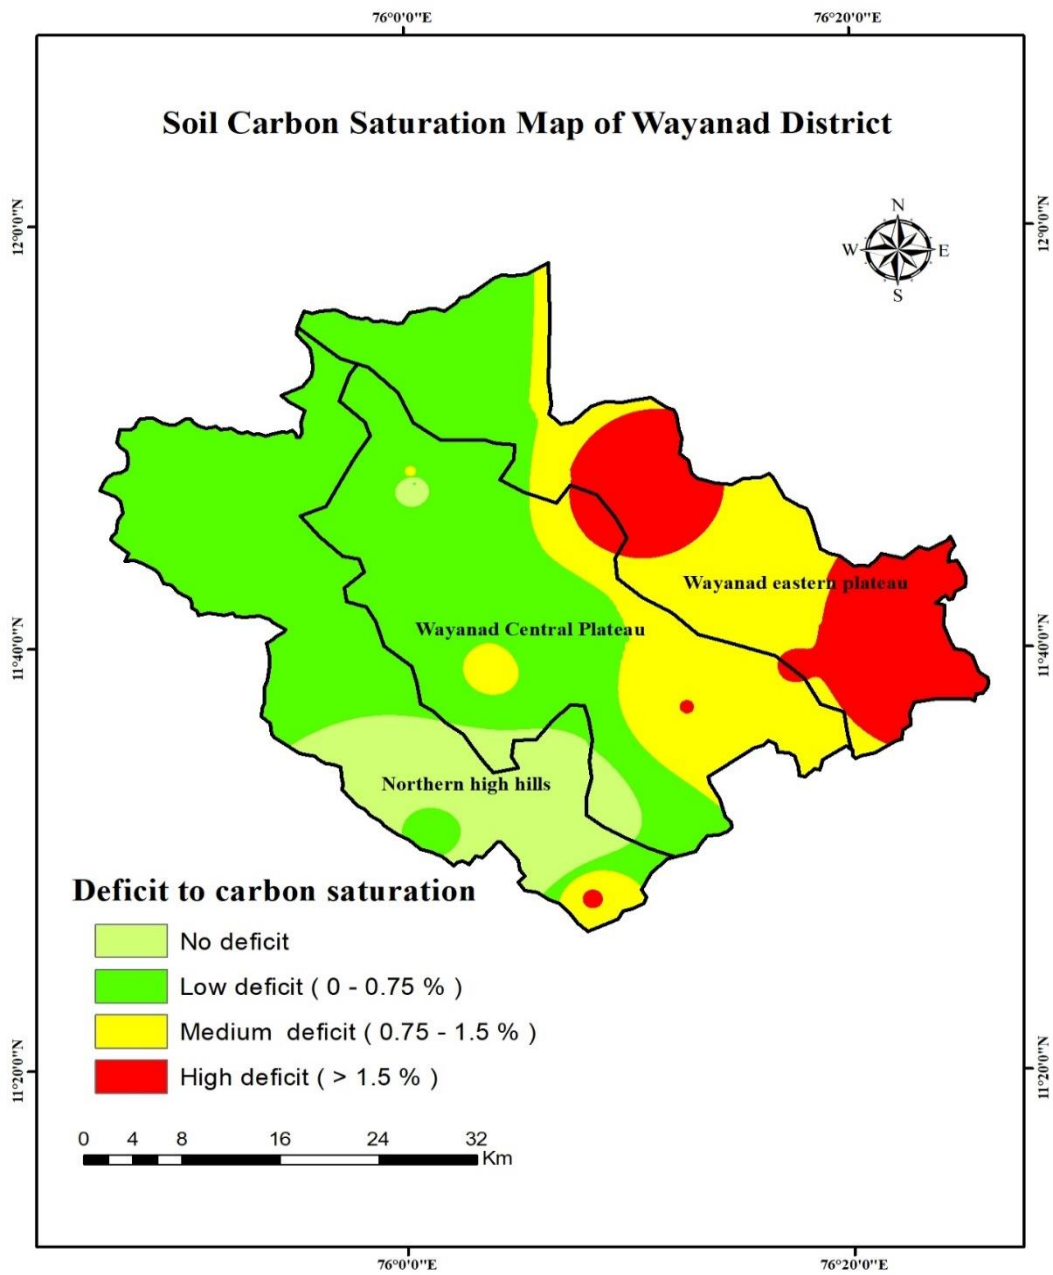 76°0'0"E 76°20'0"E
Soil Carbon Saturation Map of Wayanad District
12°0'0"N 12°0'0"N
N
W E
S
Wayanad eastern plateau
Wayanad Central Plateau
11°40'0"N 11°40'0"N
Northern high hills
Deficit to carbon saturation
No deficit
Low deficit ( 0 - 0.75 % )
Medium deficit ( 0.75 - 1.5 % )
High deficit ( > 1.5 % )
11°20'0"N 11°20'0"N
0 4 8 16 24 32
Km
76°0'0"E 76°20'0"E